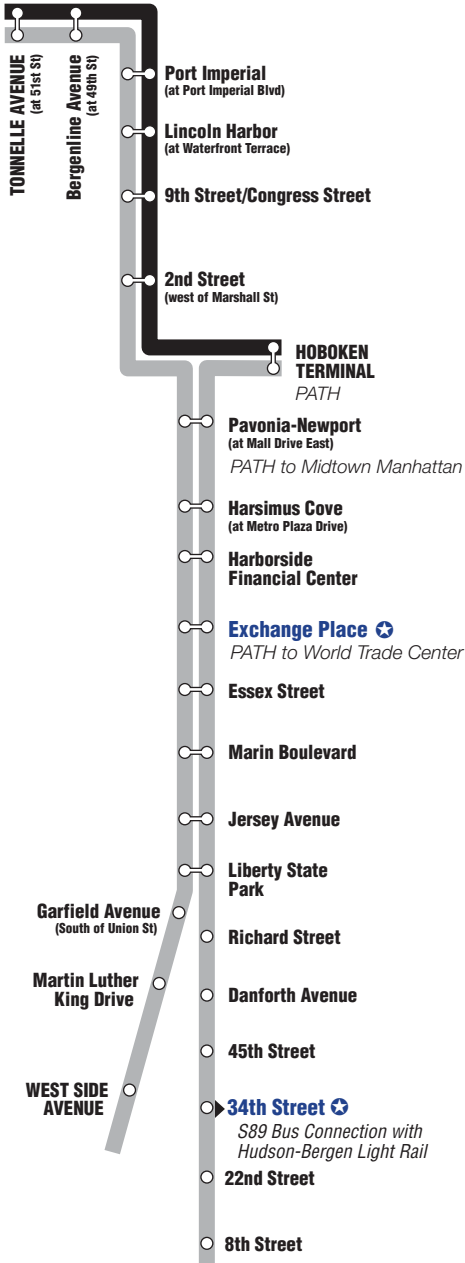 TONNELLE AVENUE
(at 51st St)
Bergenline Avenue
(at 49th St)
Port Imperial
(at Port Imperial Blvd)
Lincoln Harbor
(at Waterfront Terrace)
9th Street/Congress Street
2nd Street
(west of Marshall St)
HOBOKEN
TERMINAL
PATH
Pavonia-Newport
(at Mall Drive East)
PATH to Midtown Manhattan
Harsimus Cove
(at Metro Plaza Drive)
Harborside
Financial Center
Exchange Place
PATH to World Trade Center
Essex Street
Marin Boulevard
Jersey Avenue
Liberty State
Park
Garfield Avenue
(South of Union St)
Richard Street
Martin Luther
King Drive
Danforth Avenue
45th Street
WEST SIDE
AVENUE
34th Street
S89 Bus Connection with
Hudson-Bergen Light Rail
22nd Street
8th Street